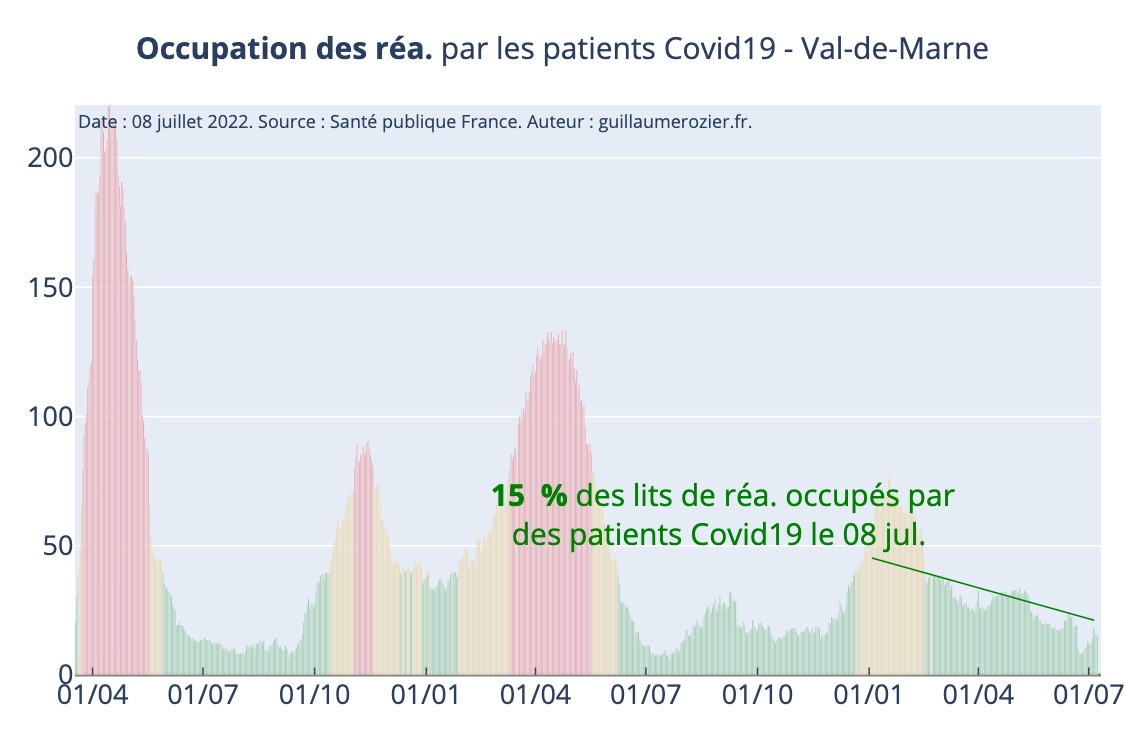 Occupation des réa. par les patients Covid19 - Val-de-Marne
Date : 08 juillet 2022. Source : Santé publique France. Auteur : guillaumerozier.fr.
200
150
100
50
0
15 % des lits de réa. occupés par
des patients Covid19 le 08 jul.
01/04 01/07 01/10 01/01 01/04 01/07 01/10 01/01 01/04 01/07